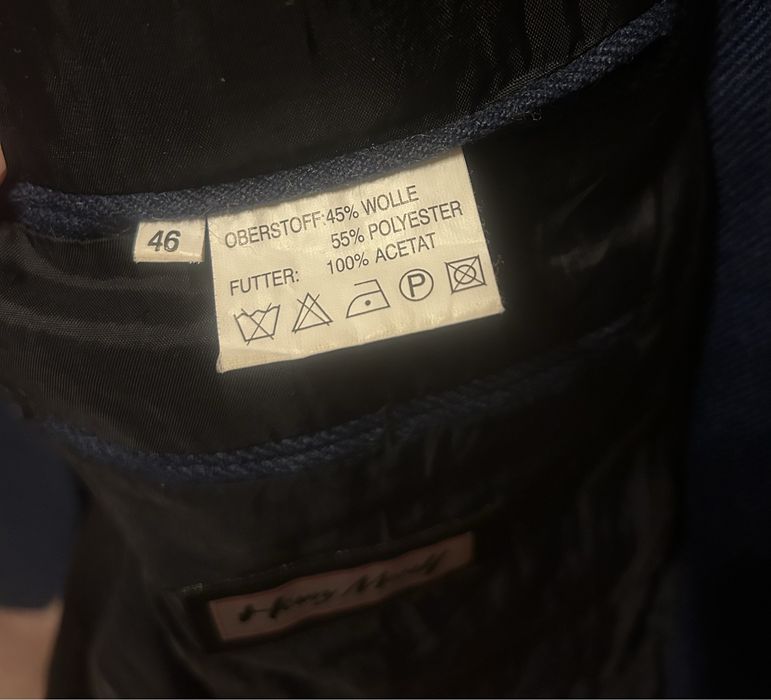 46
OBERSTOFF: 45% WOLLE
55% POLYESTER
FUTTER: 100% ACETAT
P